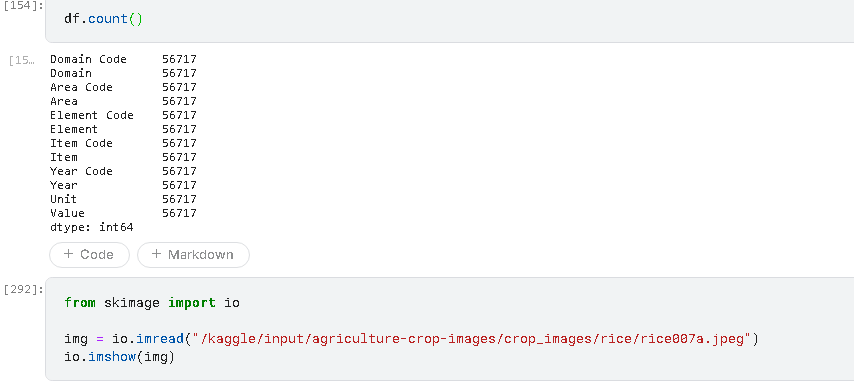 [154]:
df.count()
[15…
Domain Code 56717
Domain 56717
Area Code 56717
Area 56717
Element Code 56717
Element 56717
Item Code 56717
Item 56717
Year Code 56717
Year 56717
Unit 56717
Value 56717
dtype: int64
+ Code + Markdown
[292]:
from skimage import io
img = io.imread("/kaggle/input/agriculture-crop-images/crop_images/rice/rice007a.jpeg")
io.imshow(img)